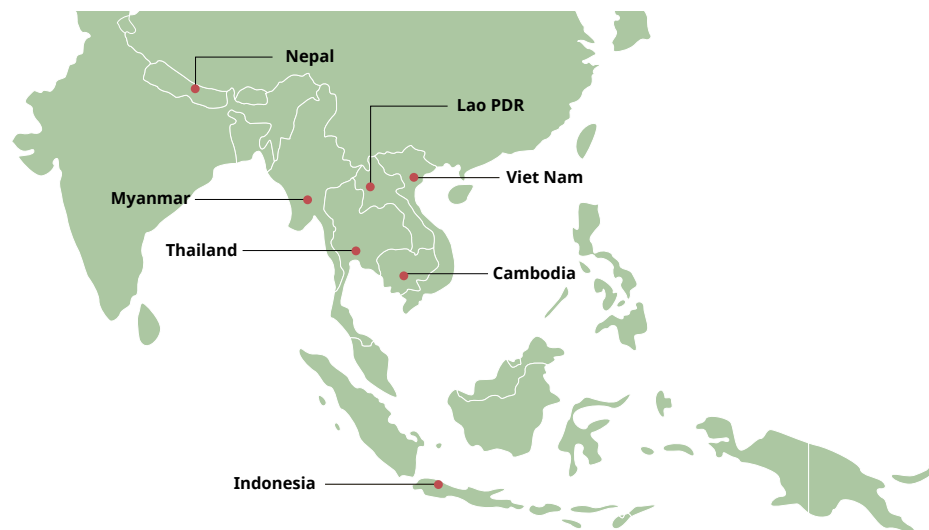 Nepal
Lao PDR
Viet Nam
Myanmar
Thailand
Cambodia
Indonesia